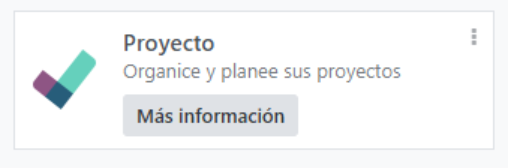 Proyecto
Organice y planee sus proyectos
Más información